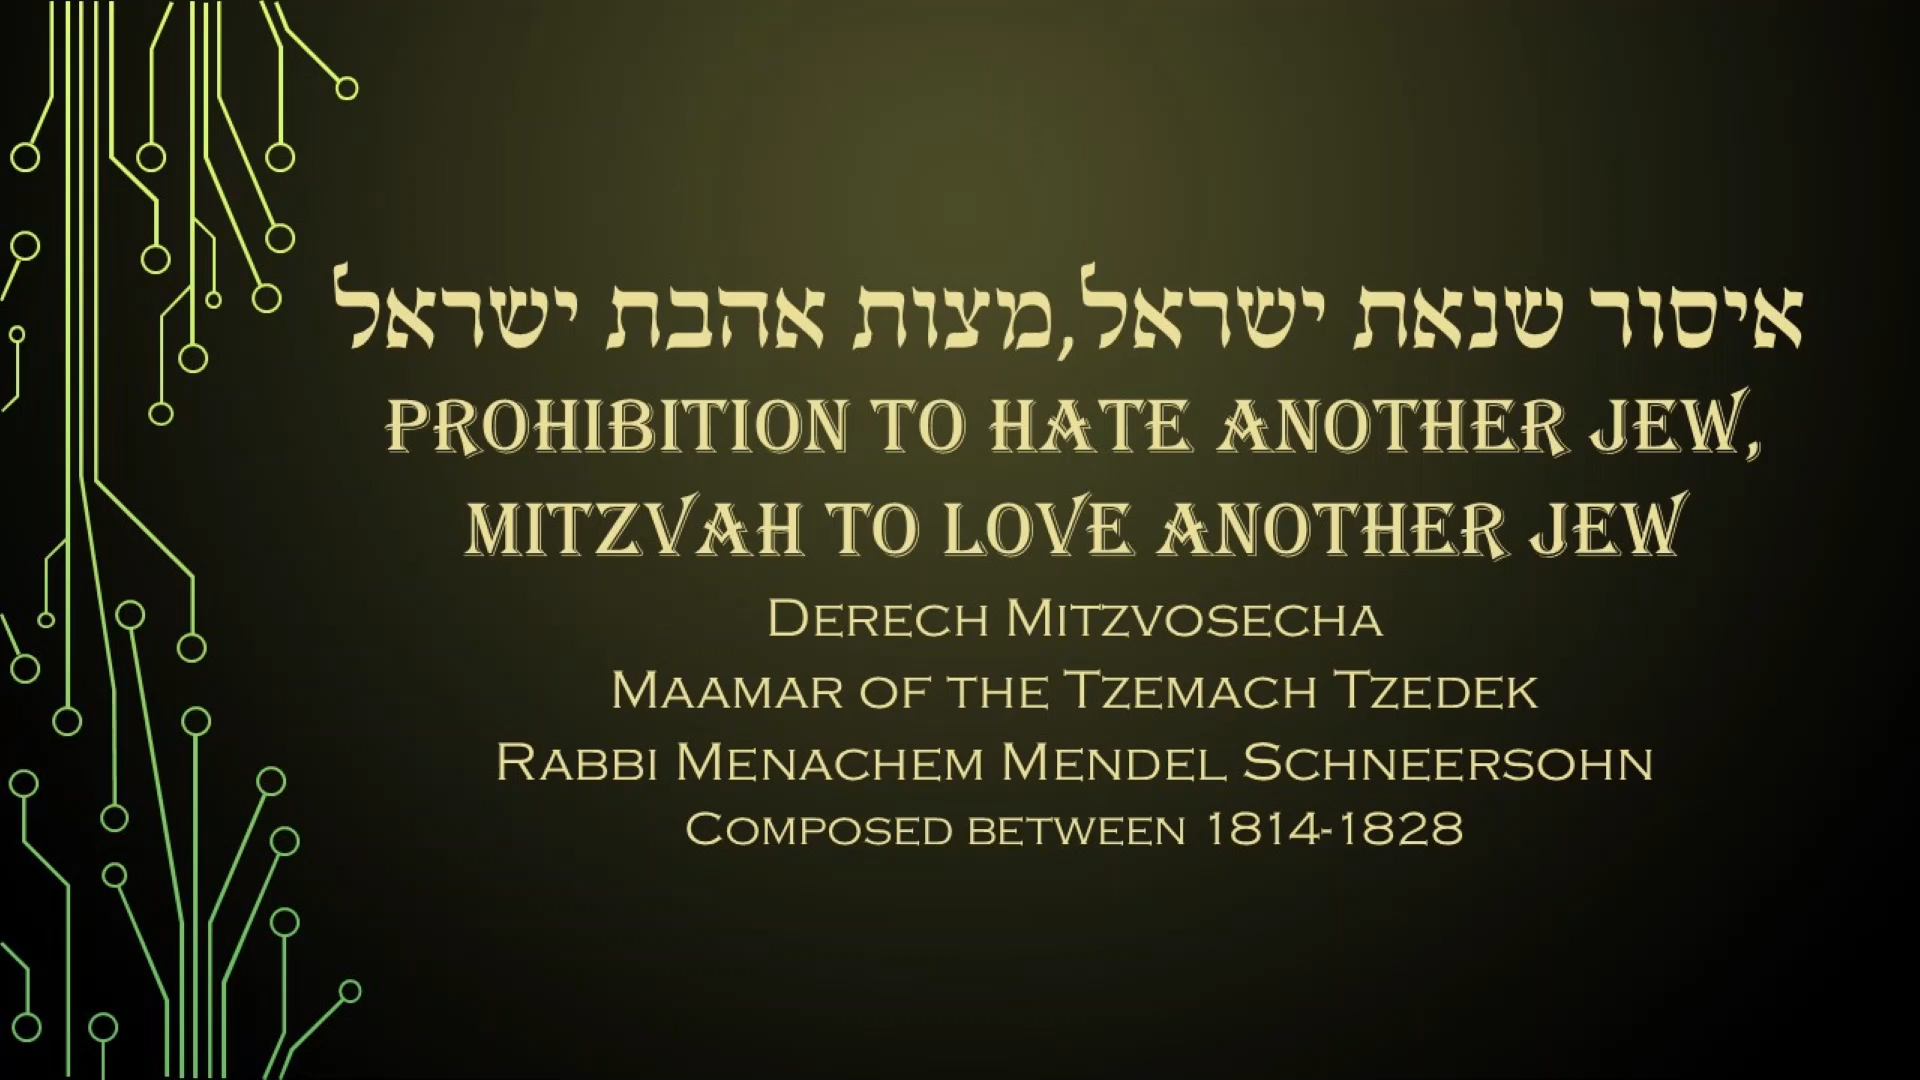 איסור שנאת ישראל,מצות אהבת ישראל
PROHIBITION TO HATE ANOTHER JEW,
MITZVAH TO LOVE ANOTHER JEW
DERECH MITZVOSECHA
MAAMAR OF THE TZEMACH TZEDEK
RABBI MENACHEM MENDEL SCHNEERSOHN
COMPOSED BETWEEN 1814-1828